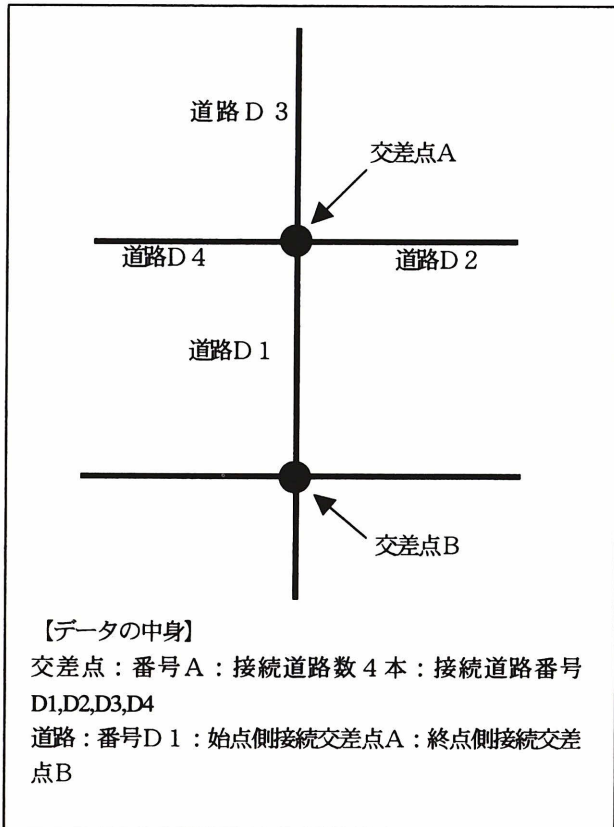 道路D 3
交差点A
道路D 4
道路D 2
道路D 1
交差点B
【データの中身】
交差点：番号A：接続道路数4本：接続道路番号
D1,D2,D3,D4
道路：番号D 1：始点側接続交差点A：終点側接続交差
点B